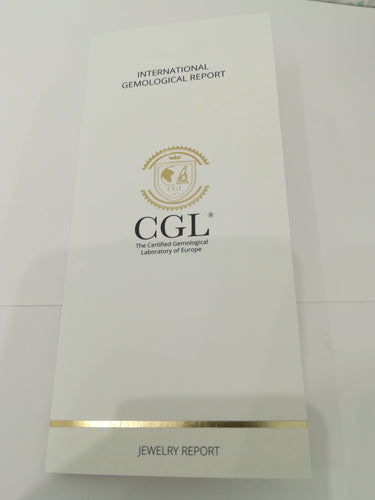 INTERNATIONAL
GEMOLOGICAL REPORT
CGL
CGL®
The Certified Gemological
Laboratory of Europe
JEWELRY REPORT